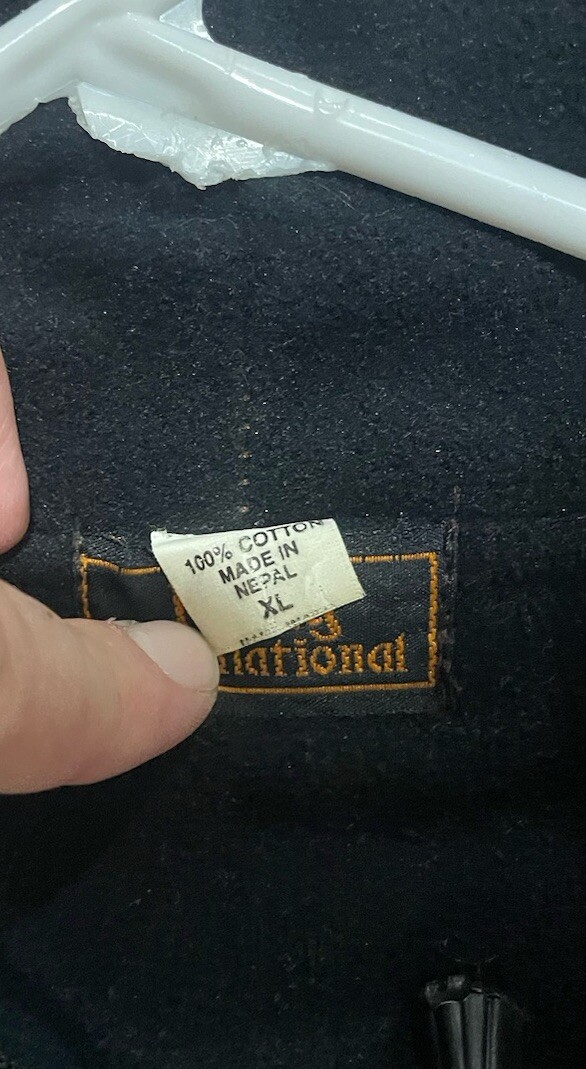 100% COTTON
MADE IN
NEPAL
XL
national